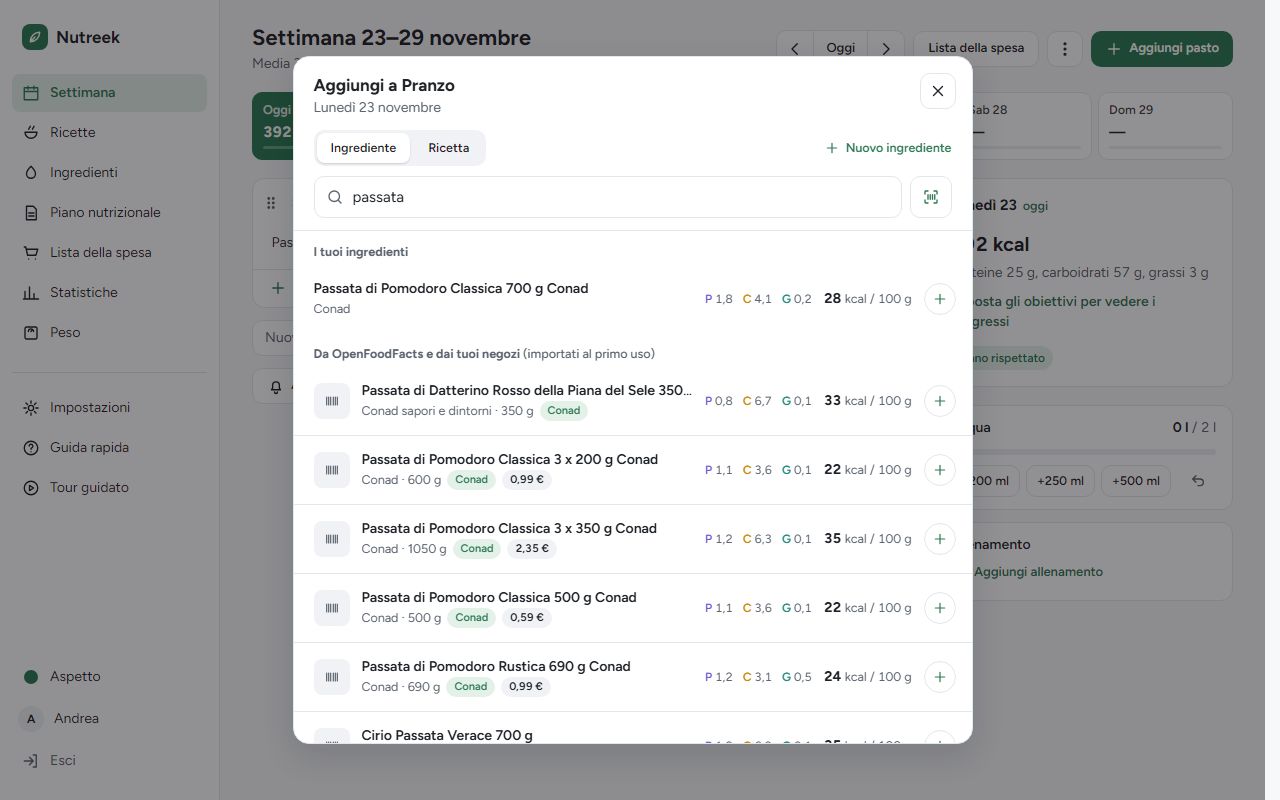 Nutreek
Settimana
Ricette
Ingredienti
Piano nutrizionale
Lista della spesa
Statistiche
Peso
Impostazioni
Guida rapida
Tour guidato
Aspetto
A Andrea
Esci
Settimana 23–29 novembre
Media
Oggi
Lista della spesa
Aggiungi pasto
Oggi
392
Sab 28
—
Dom 29
—
Aggiungi a Pranzo
Lunedì 23 novembre
Ingrediente
Ricetta
Nuovo ingrediente
passata
I tuoi ingredienti
Passata di Pomodoro Classica 700 g Conad
Conad
P 1,8 C 4,1 G 0,2 28 kcal / 100 g
Da OpenFoodFacts e dai tuoi negozi (importati al primo uso)
Passata di Datterino Rosso della Piana del Sele 350...
Conad sapori e dintorni · 350 g Conad
P 0,8 C 6,7 G 0,1 33 kcal / 100 g
Passata di Pomodoro Classica 3 x 200 g Conad
Conad · 600 g Conad 0,99 €
P 1,1 C 3,6 G 0,1 22 kcal / 100 g
Passata di Pomodoro Classica 3 x 350 g Conad
Conad · 1050 g Conad 2,35 €
P 1,2 C 6,3 G 0,1 35 kcal / 100 g
Passata di Pomodoro Classica 500 g Conad
Conad · 500 g Conad 0,59 €
P 1,1 C 3,6 G 0,1 22 kcal / 100 g
Passata di Pomodoro Rustica 690 g Conad
Conad · 690 g Conad 0,99 €
P 1,2 C 3,1 G 0,5 24 kcal / 100 g
Cirio Passata Verace 700 g
23 oggi
kcal
25 g, carboidrati 57 g, grassi 3 g
gli obiettivi per vedere i
rispettato
0 l / 2 l
+250 ml
+500 ml
Aggiungi allenamento